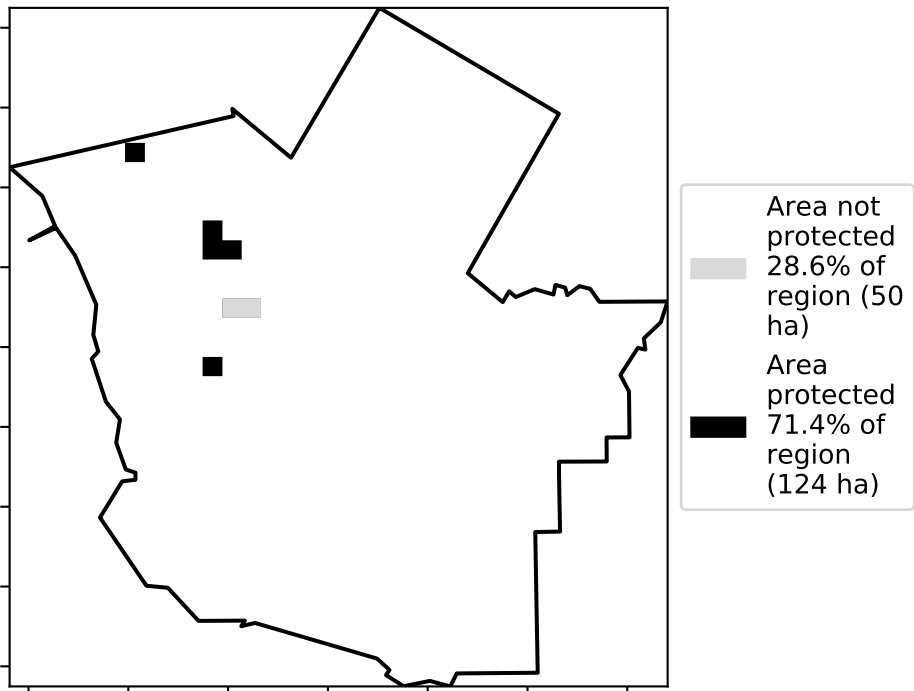 Area not
protected
28.6% of
region (50
ha)
Area
protected
71.4% of
region
(124 ha)